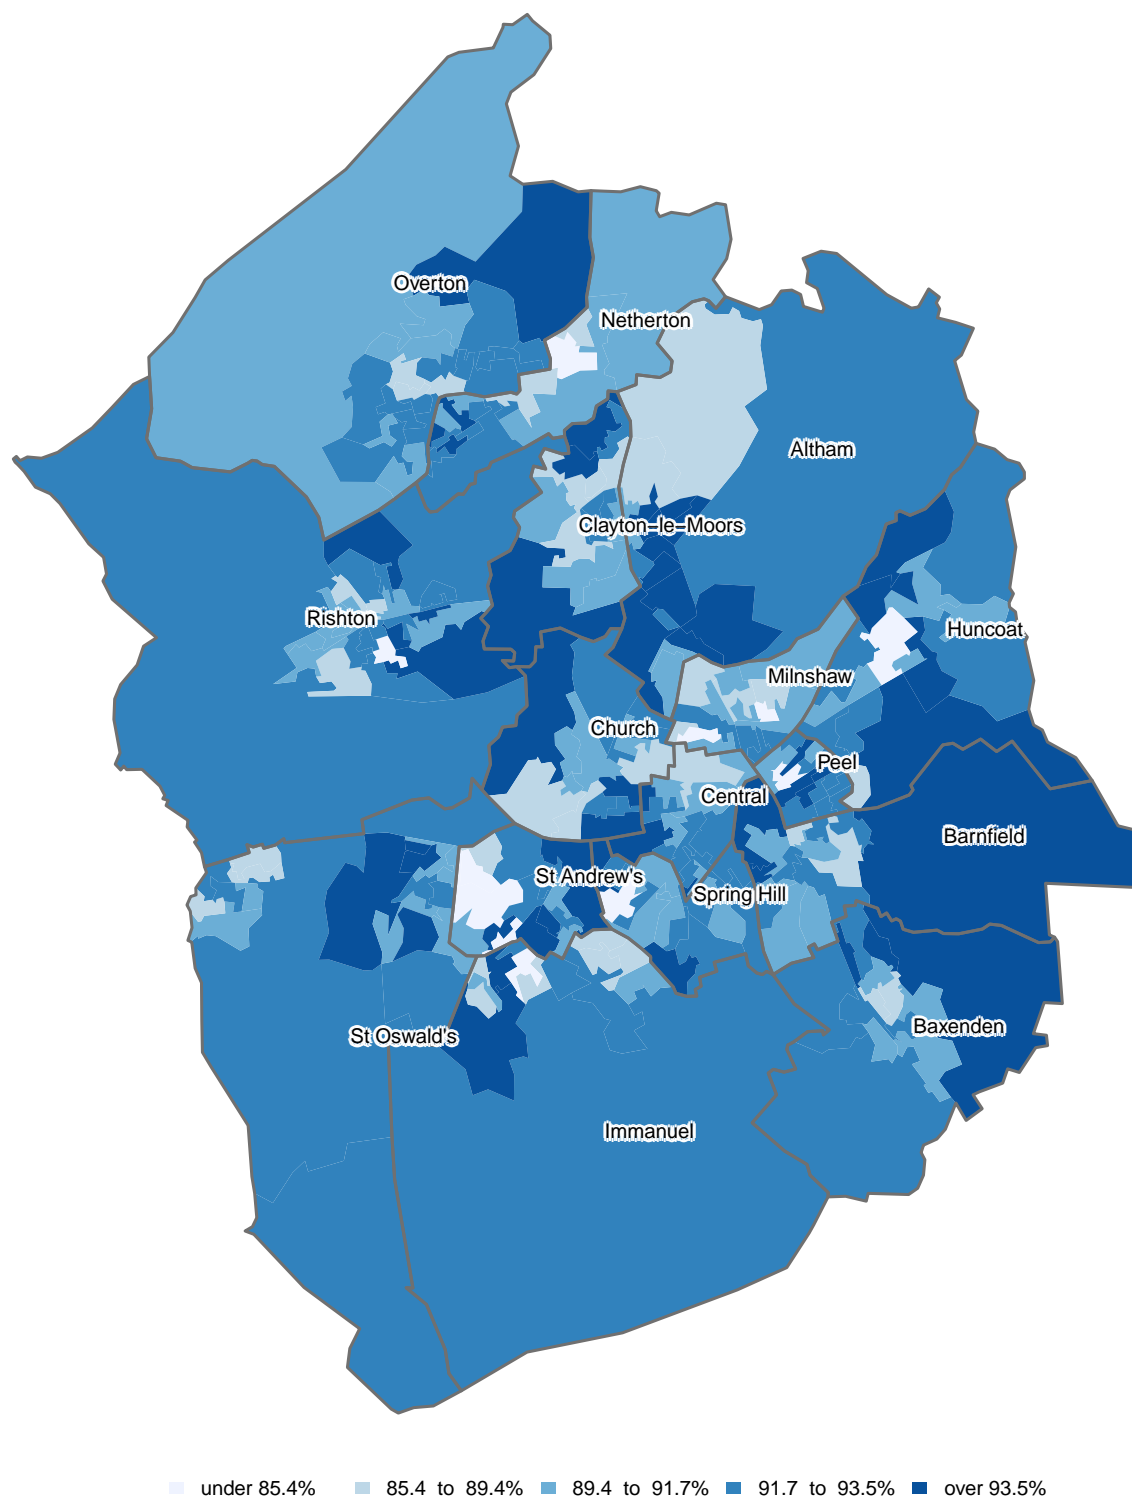 Overton
Netherton
Altham
Clayton−le−Moors
Rishton
Huncoat
Milnshaw
Church
Peel
Central
Barnfield
St Andrew's
Spring Hill
Baxenden
St Oswald's
Immanuel
under 85.4% 85.4 to 89.4% 89.4 to 91.7% 91.7 to 93.5% over 93.5%